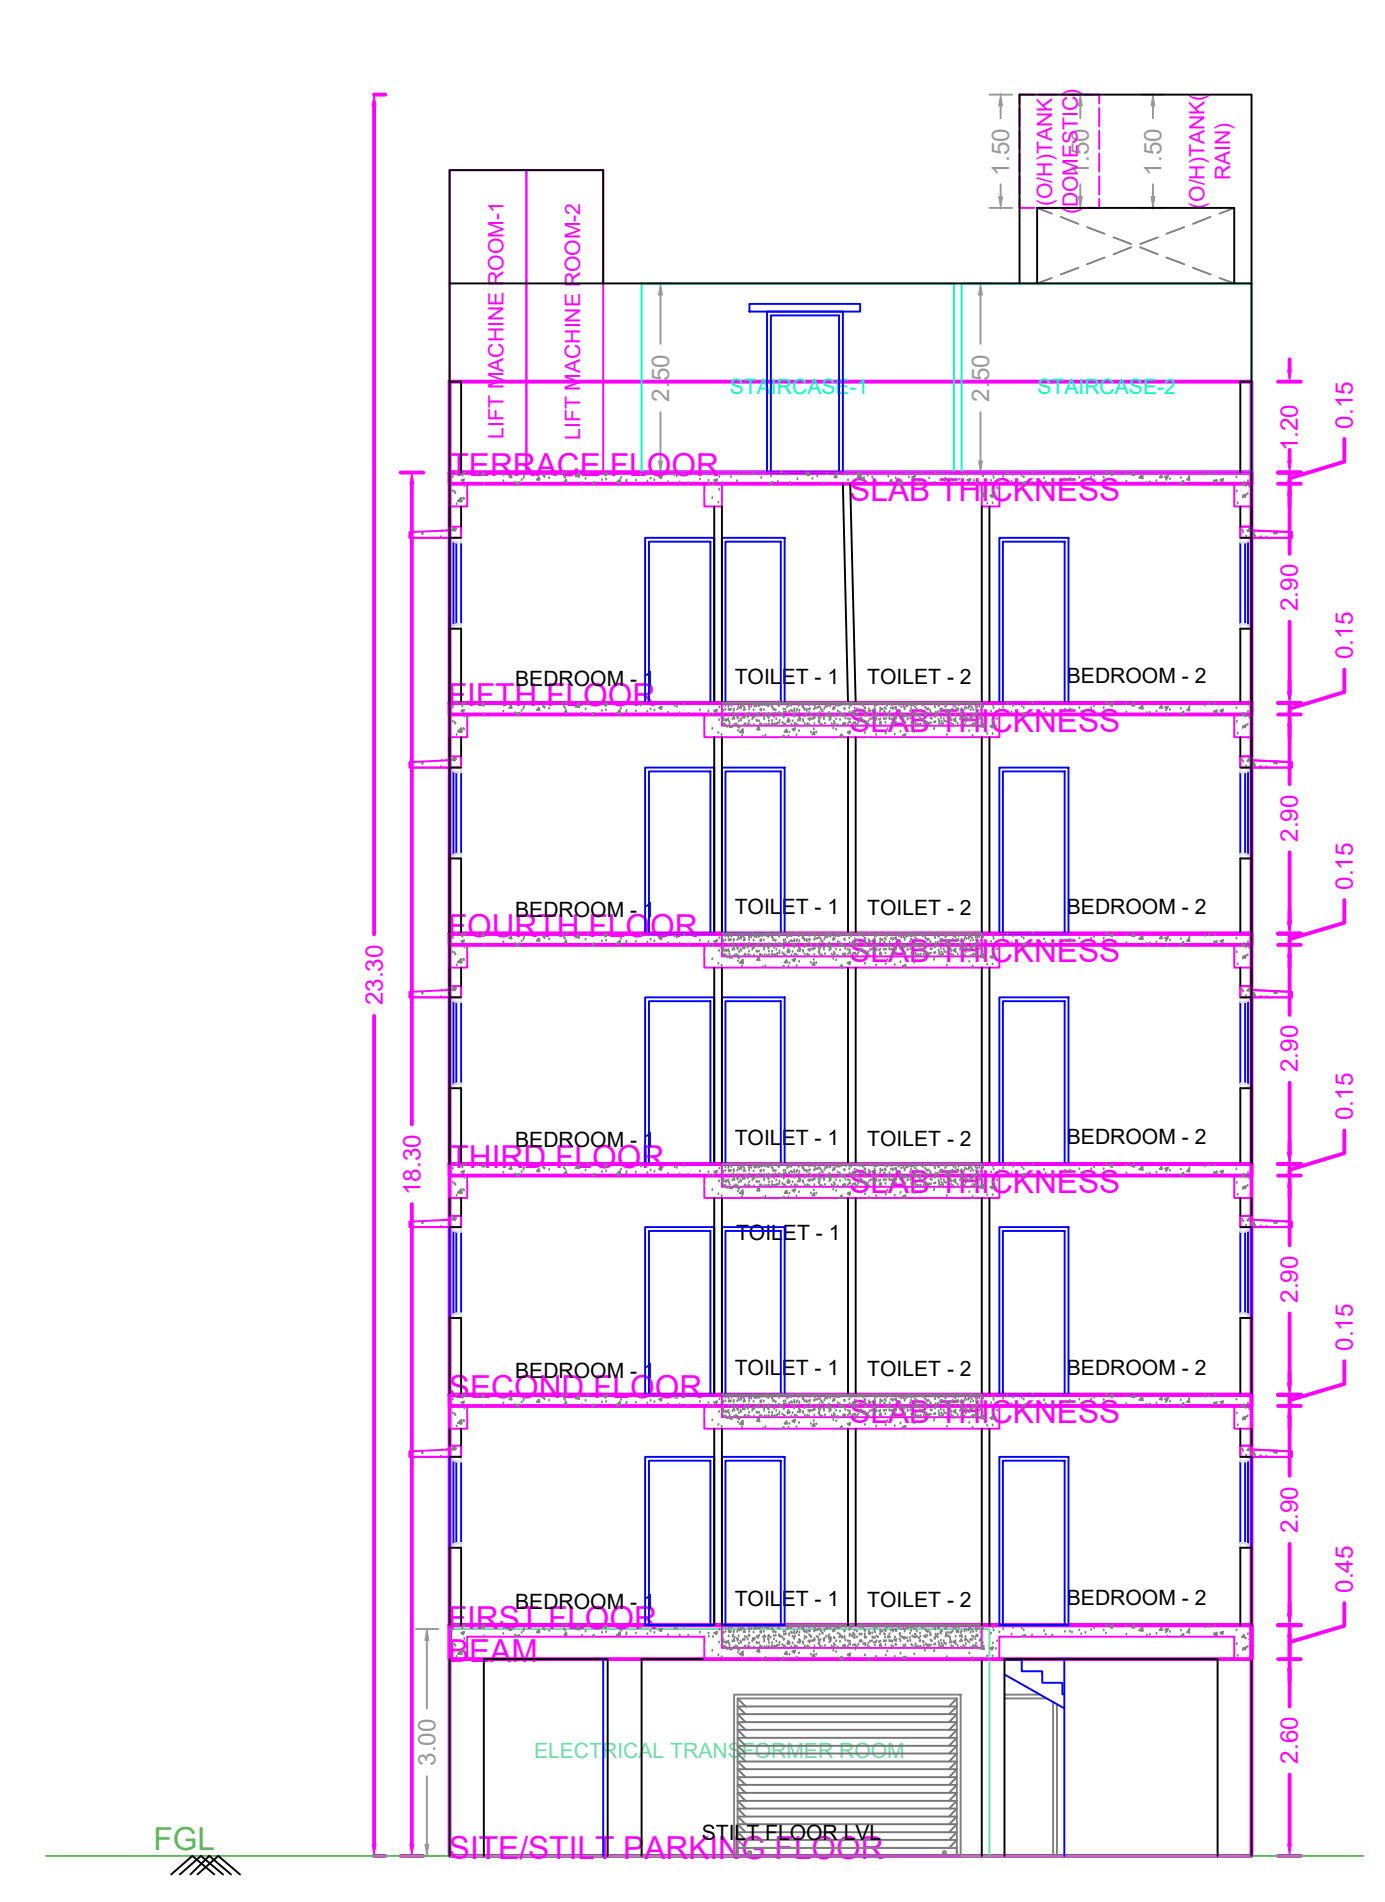 (O/H)TANK
(DOMESTIC)
(O/H)TANK(
RAIN)
1.50
1.50
1.50
LIFT MACHINE ROOM-1
LIFT MACHINE ROOM-2
2.50
STAIRCASE-1
2.50
STAIRCASE-2
1.20
0.15
TERRACE FLOOR
SLAB THICKNESS
2.90
0.15
BEDROOM - 1
TOILET - 1
TOILET - 2
BEDROOM - 2
FIFTH FLOOR
SLAB THICKNESS
2.90
0.15
BEDROOM - 1
TOILET - 1
TOILET - 2
BEDROOM - 2
FOURTH FLOOR
SLAB THICKNESS
23.30
2.90
0.15
BEDROOM - 1
TOILET - 1
TOILET - 2
BEDROOM - 2
THIRD FLOOR
18.30
SLAB THICKNESS
TOILET - 1
2.90
0.15
BEDROOM - 1
TOILET - 1
TOILET - 2
BEDROOM - 2
SECOND FLOOR
SLAB THICKNESS
2.90
0.45
BEDROOM - 1
TOILET - 1
TOILET - 2
BEDROOM - 2
FIRST FLOOR
BEAM
3.00
ELECTRICAL TRANSFORMER ROOM
2.60
STILT FLOOR LVL
FGL
SITE/STILT PARKING FLOOR